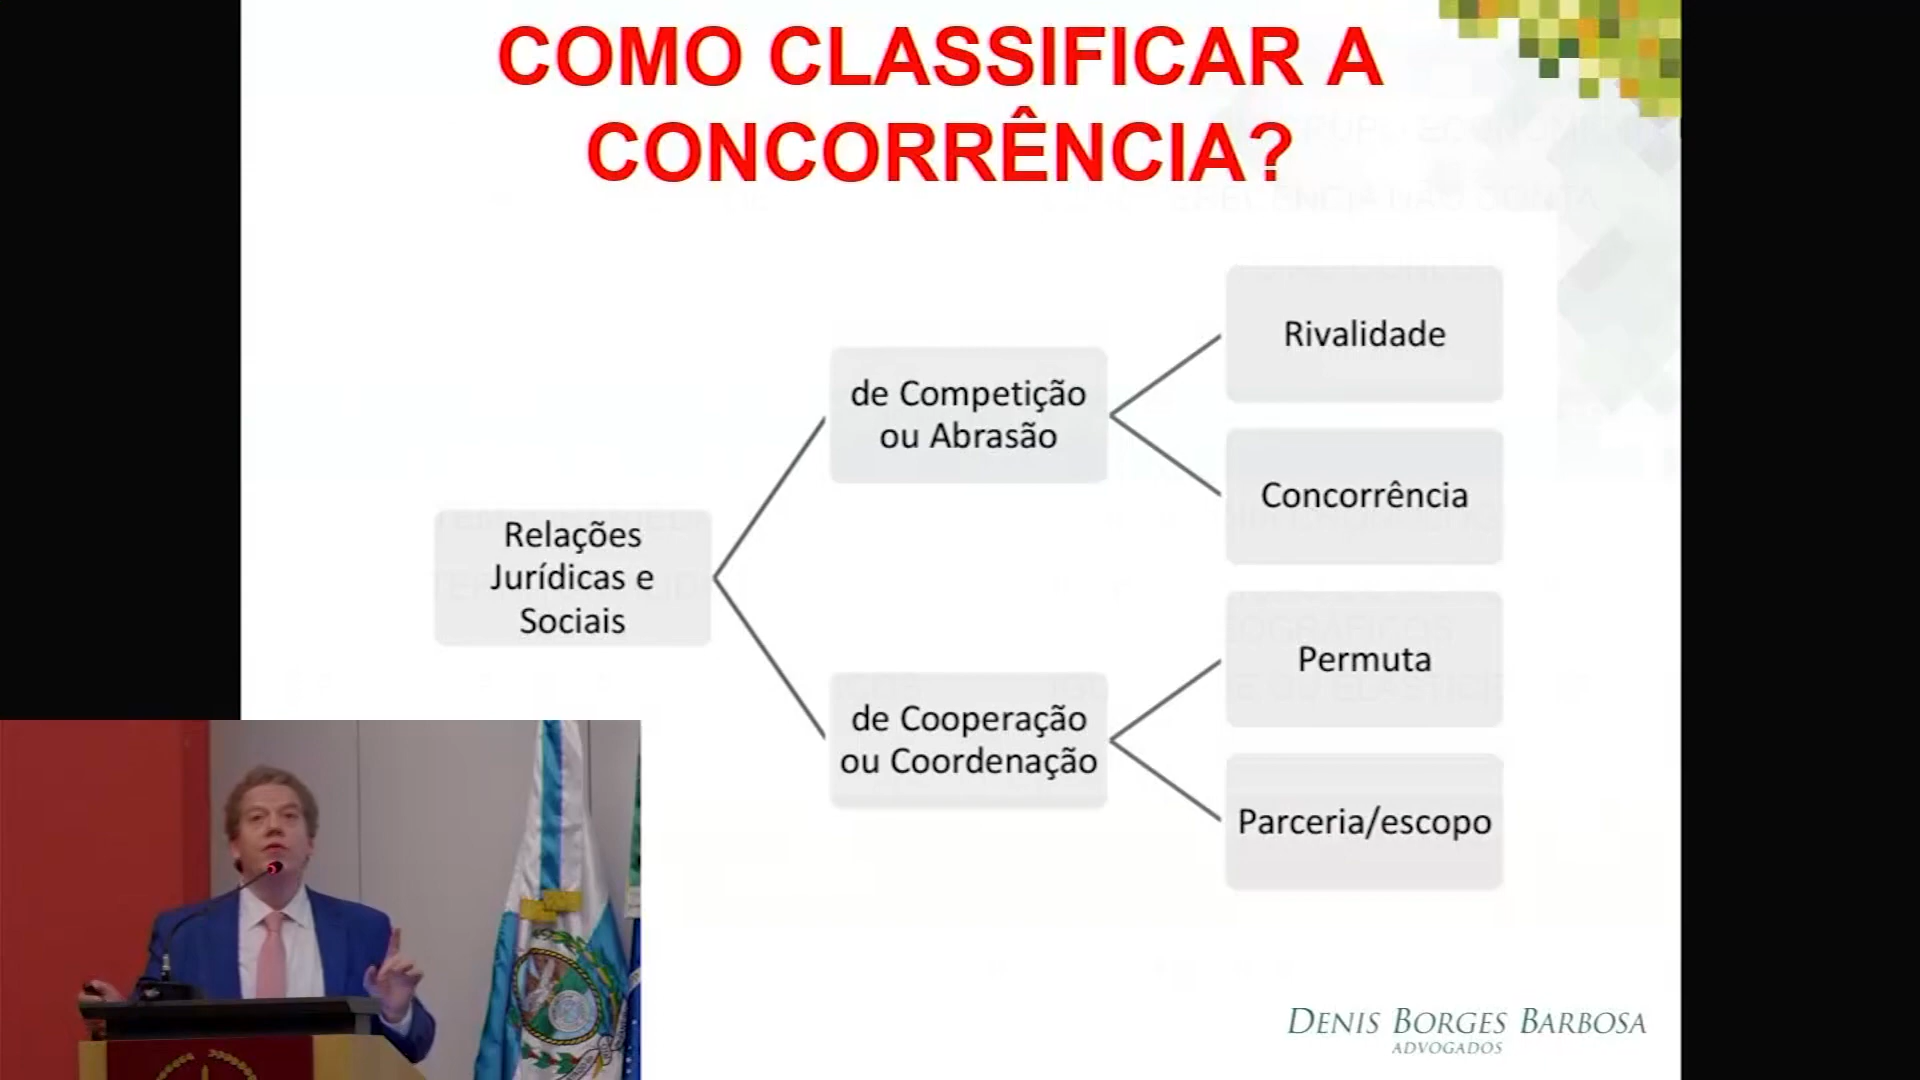 COMO CLASSIFICAR A
CONCORRÊNCIA?
Relações
Jurídicas e
Sociais
de Competição
ou Abrasão
de Cooperação
ou Coordenação
Rivalidade
Concorrência
Permuta
Parceria/escopo
DENIS BORGES BARBOSA
ADVOGADOS